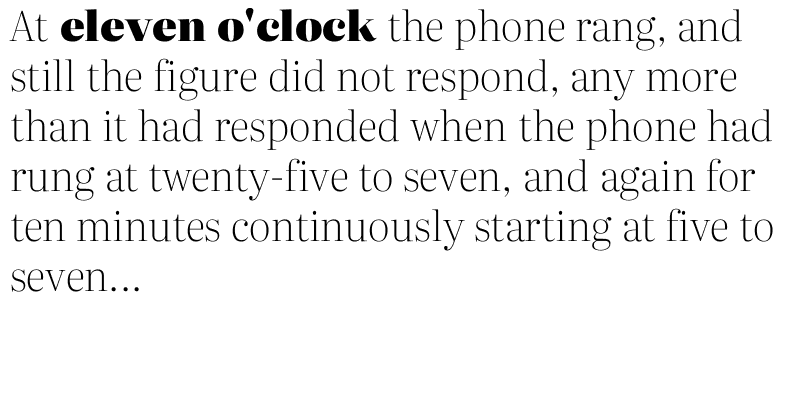 At eleven o'clock the phone rang, and
still the figure did not respond, any more
than it had responded when the phone had
rung at twenty-five to seven, and again for
ten minutes continuously starting at five to
seven...